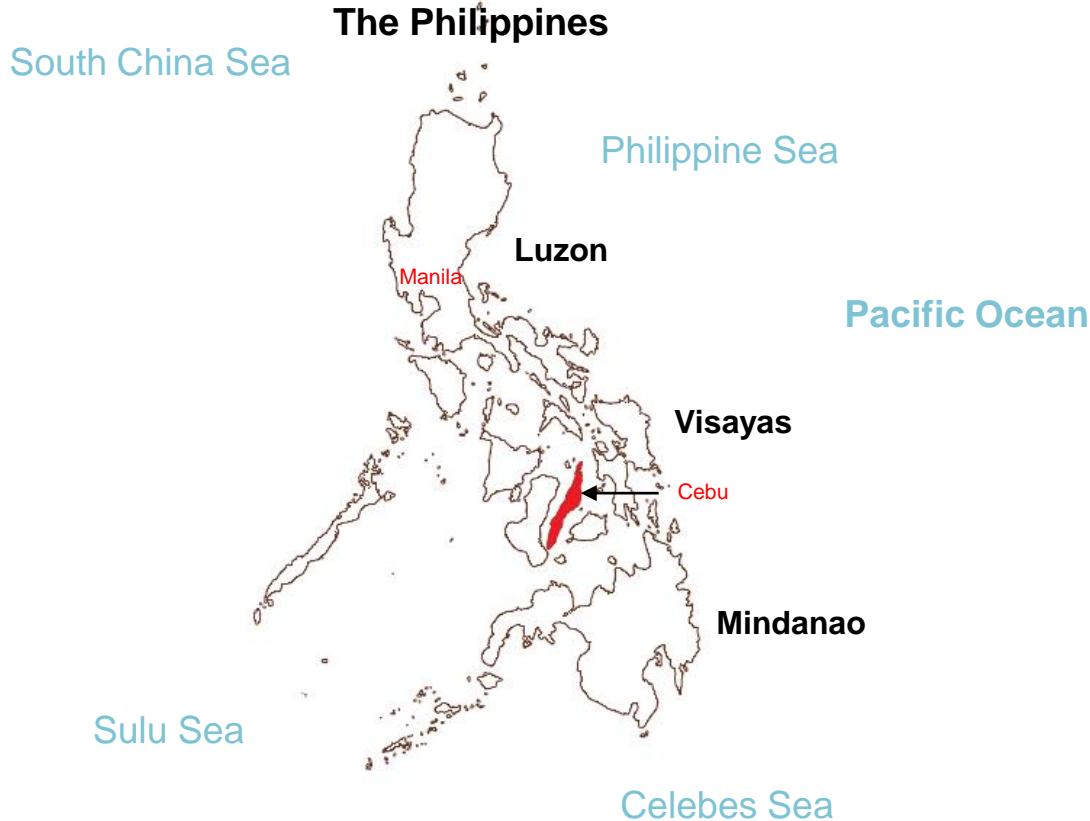 The Philippines
South China Sea
Philippine Sea
Luzon
Manila
Pacific Ocean
Visayas
Cebu
Mindanao
Sulu Sea
Celebes Sea